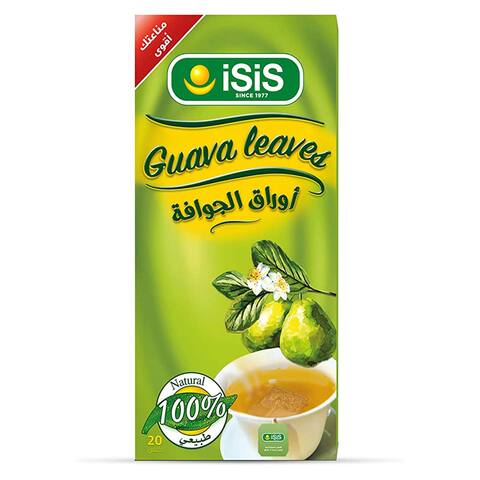 مناعتك
أقوى
iSiS
SINCE 1977
Guava leaves
أوراق الجوافة
Natural
100%
طبيعي
20
iSiS